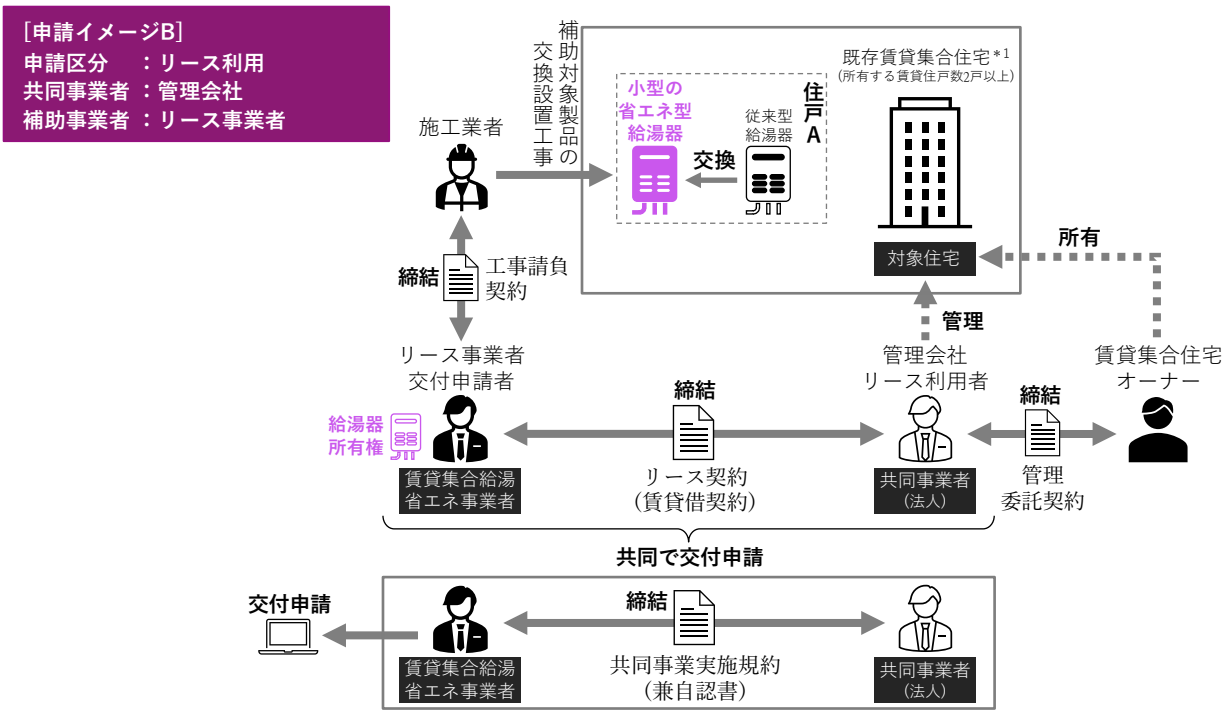 [申請イメージB]
申請区分 :リース利用
共同事業者:管理会社
補助事業者:リース事業者
施工業者
補助対象製品の
交換設置工事
既存賃貸集合住宅*1
(所有する賃貸住戸数2戸以上)
住戸A
小型の
省エネ型
給湯器
従来型
給湯器
交換
対象住宅
所有
締結
工事請負
契約
管理
リース事業者
交付申請者
管理会社
リース利用者
賃貸集合住宅
オーナー
給湯器
所有権
締結
締結
賃貸集合給湯
省エネ事業者
リース契約
(賃貸借契約)
共同事業者
(法人)
管理
委託契約
共同で交付申請
交付申請
締結
賃貸集合給湯
省エネ事業者
共同事業実施規約
(兼自認書)
共同事業者
(法人)